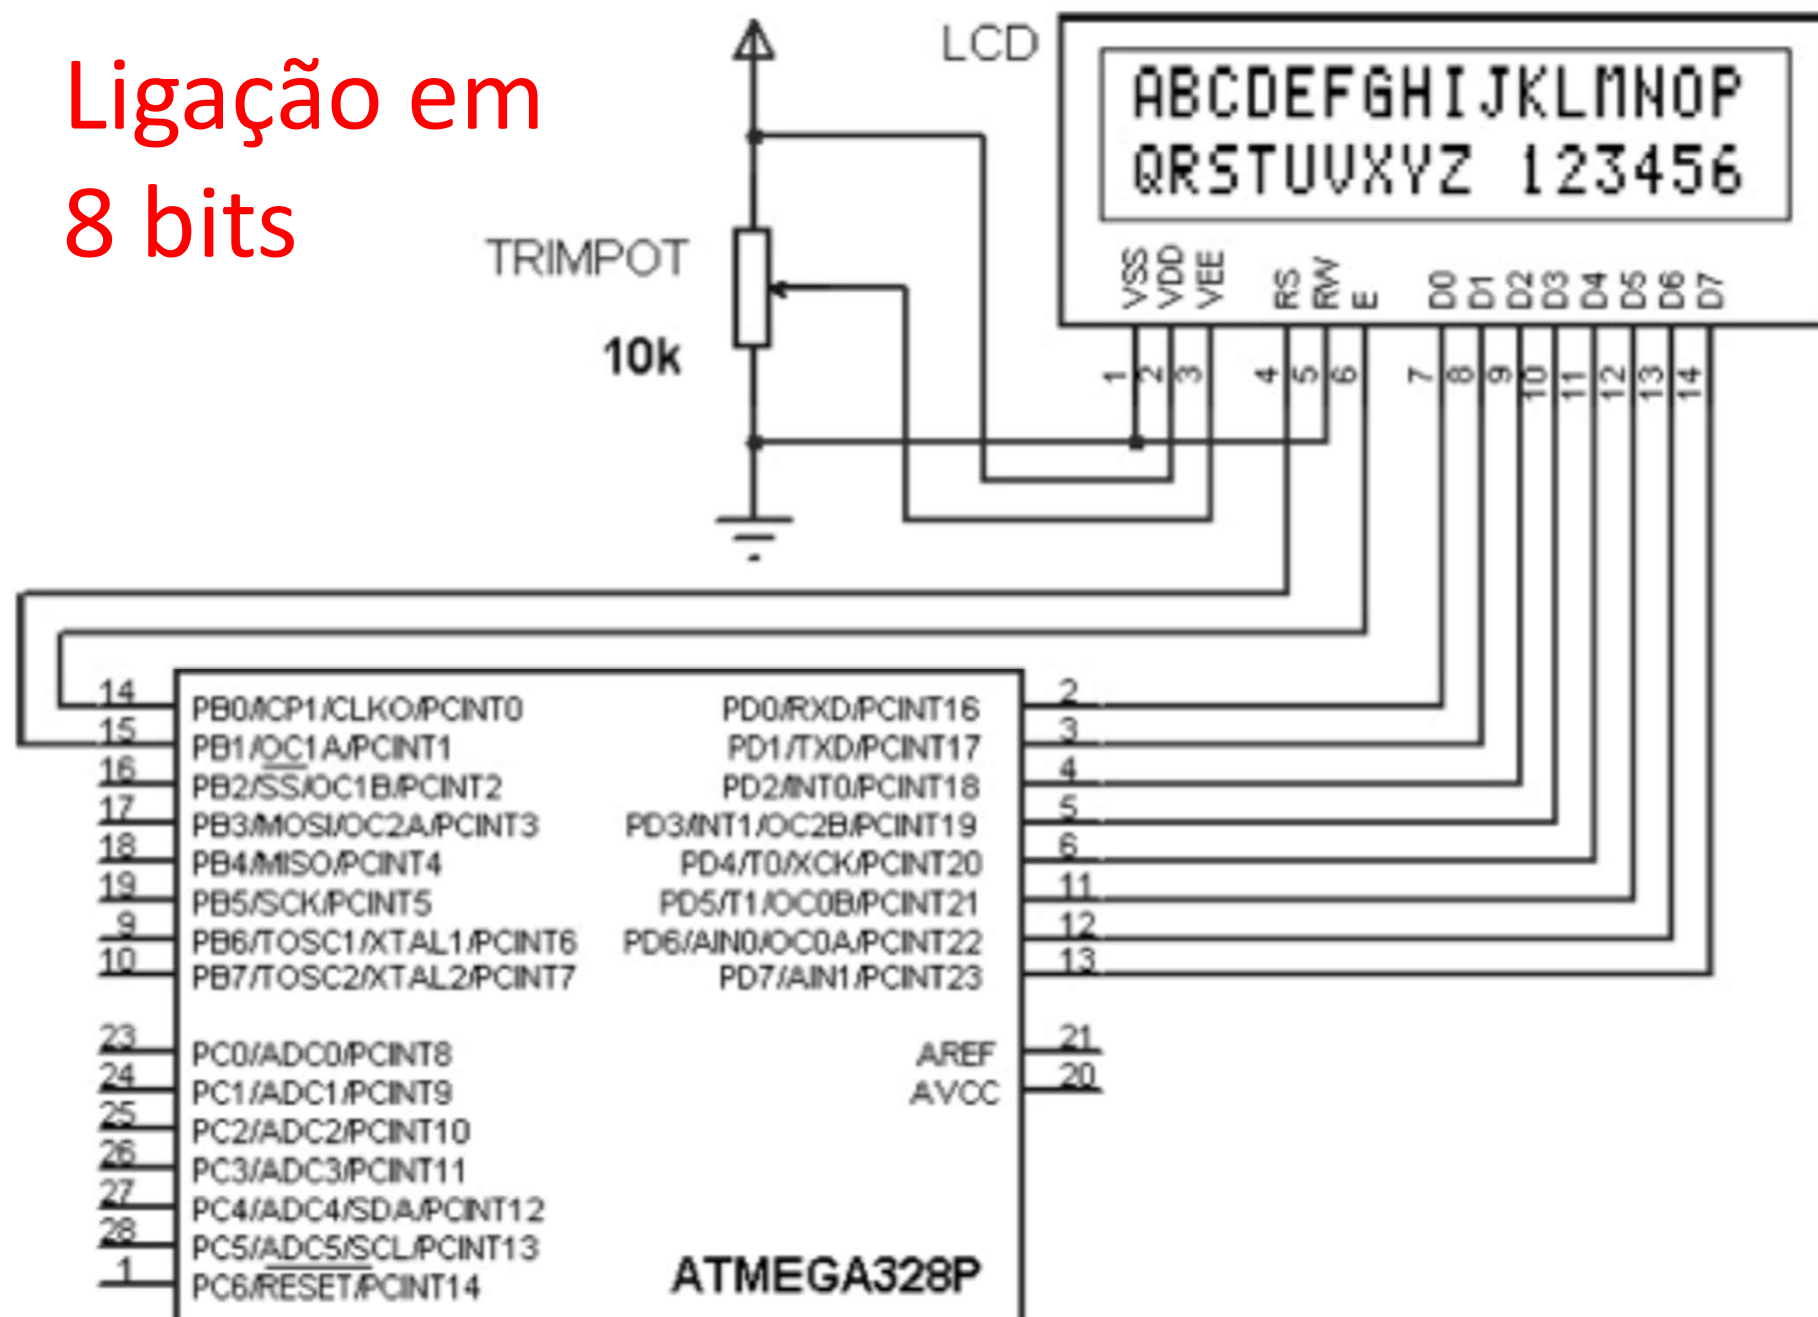 Ligação em
8 bits
LCD
ABCDEFGHIJKLMNOP
QRSTUVXYZ 123456
TRIMPOT
10k
VSS VDD VEE RS RW E D0 D1 D2 D3 D4 D5 D6 D7
1 2 3 4 5 6 7 8 9 10 11 12 13 14
14 PB0/ICP1/CLKO/PCINT0 PD0/RXD/PCINT16 2
15 PB1/OC1A/PCINT1 PD1/TXD/PCINT17 3
16 PB2/SS/OC1B/PCINT2 PD2/INT0/PCINT18 4
17 PB3/MOSI/OC2A/PCINT3 PD3/INT1/OC2B/PCINT19 5
18 PB4/MISO/PCINT4 PD4/T0/XCK/PCINT20 6
19 PB5/SCK/PCINT5 PD5/T1/OC0B/PCINT21 11
9 PB6/TOSC1/XTAL1/PCINT6 PD6/AIN0/OC0A/PCINT22 12
10 PB7/TOSC2/XTAL2/PCINT7 PD7/AIN1/PCINT23 13
23 PC0/ADC0/PCINT8 AREF 21
24 PC1/ADC1/PCINT9 AVCC 20
25 PC2/ADC2/PCINT10
26 PC3/ADC3/PCINT11
27 PC4/ADC4/SDA/PCINT12
28 PC5/ADC5/SCL/PCINT13
1 PC6/RESET/PCINT14
ATMEGA328P